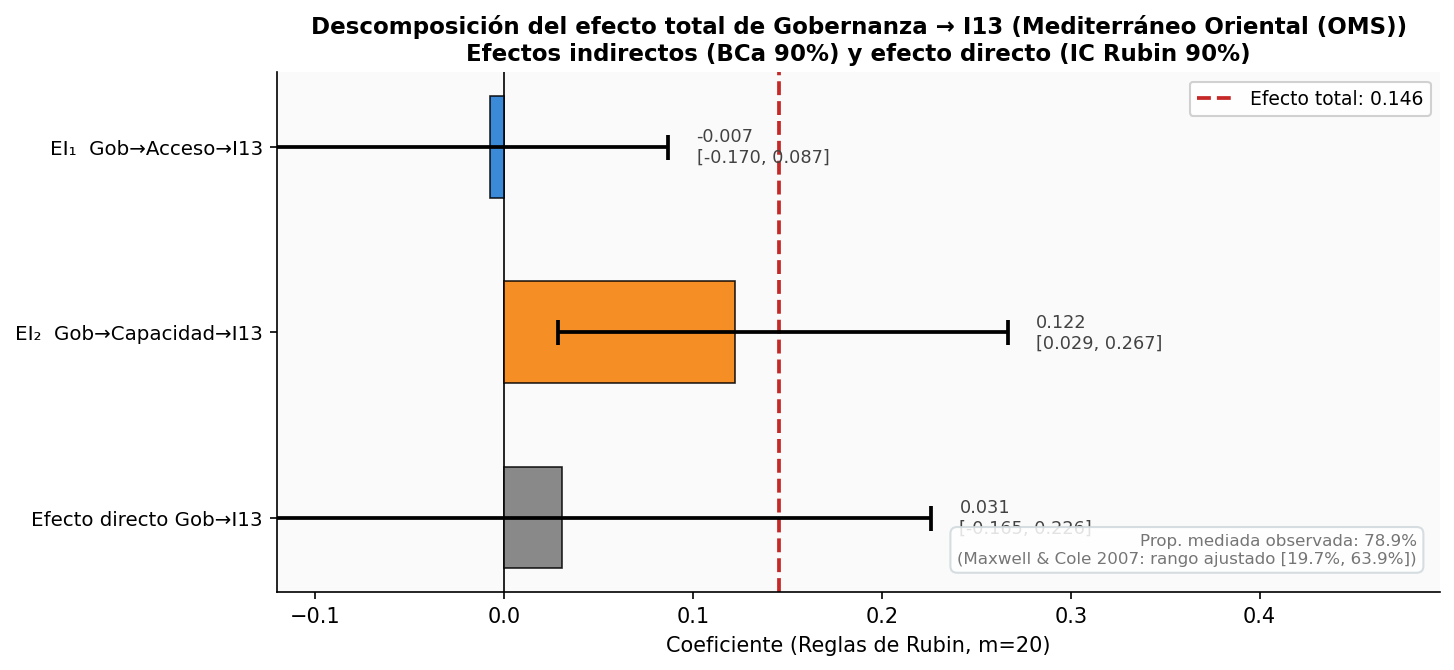 Descomposición del efecto total de Gobernanza → I13 (Mediterráneo Oriental (OMS))
Efectos indirectos (BCa 90%) y efecto directo (IC Rubin 90%)
Efecto total: 0.146
EI₁  Gob→Acceso→I13
-0.007
[-0.170, 0.087]
EI₂  Gob→Capacidad→I13
0.122
[0.029, 0.267]
Efecto directo Gob→I13
0.031
[-0.165, 0.226]
Prop. mediada observada: 78.9%
(Maxwell & Cole 2007: rango ajustado [19.7%, 63.9%])
−0.1 0.0 0.1 0.2 0.3 0.4
Coeficiente (Reglas de Rubin, m=20)